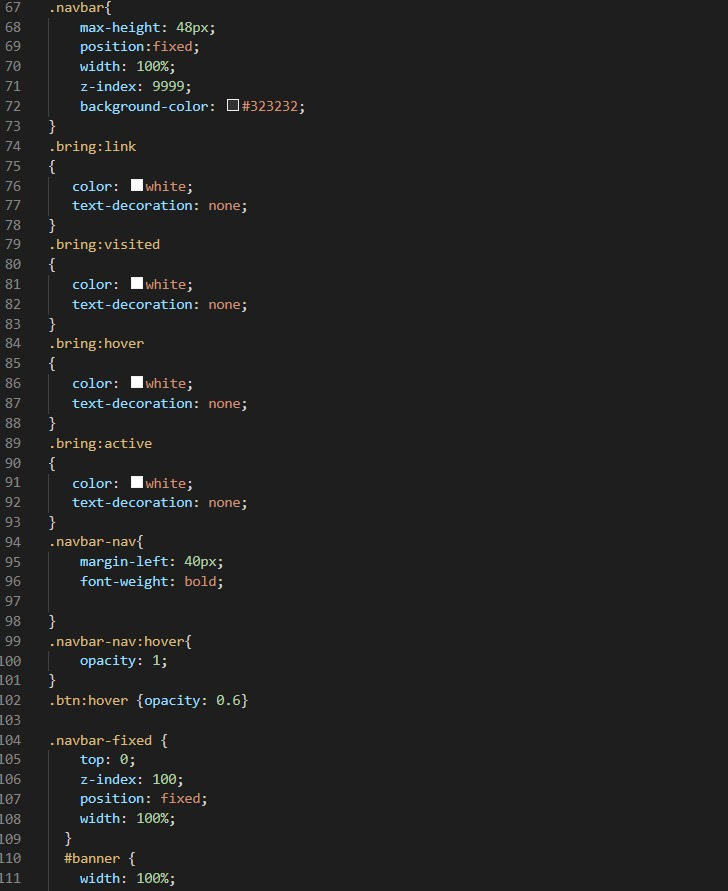 67 .navbar{
68     max-height: 48px;
69     position:fixed;
70     width: 100%;
71     z-index: 9999;
72     background-color: #323232;
73 }
74 .bring:link
75 {
76    color: white;
77    text-decoration: none;
78 }
79 .bring:visited
80 {
81    color: white;
82    text-decoration: none;
83 }
84 .bring:hover
85 {
86    color: white;
87    text-decoration: none;
88 }
89 .bring:active
90 {
91    color: white;
92    text-decoration: none;
93 }
94 .navbar-nav{
95     margin-left: 40px;
96     font-weight: bold;
97
98 }
99 .navbar-nav:hover{
100     opacity: 1;
101 }
102 .btn:hover {opacity: 0.6}
103
104 .navbar-fixed {
105     top: 0;
106     z-index: 100;
107     position: fixed;
108     width: 100%;
109   }
110   #banner {
111     width: 100%;